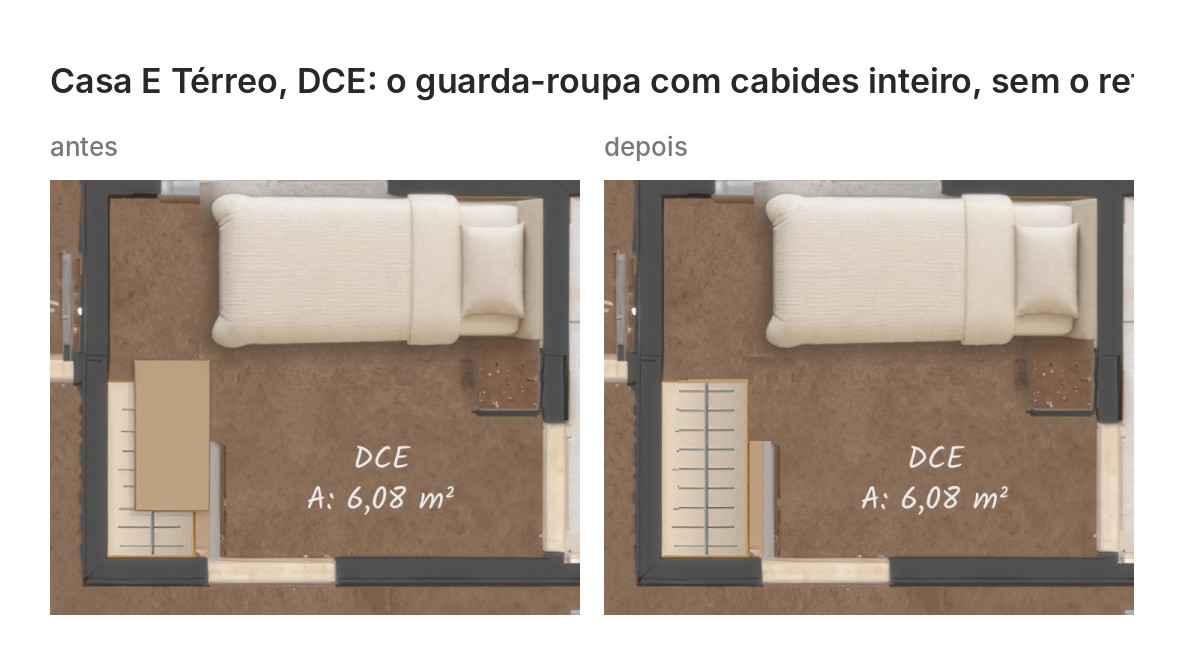 Casa E Térreo, DCE: o guarda-roupa com cabides inteiro, sem o
antes
depois
DCE
A: 6,08 m²
DCE
A: 6,08 m²